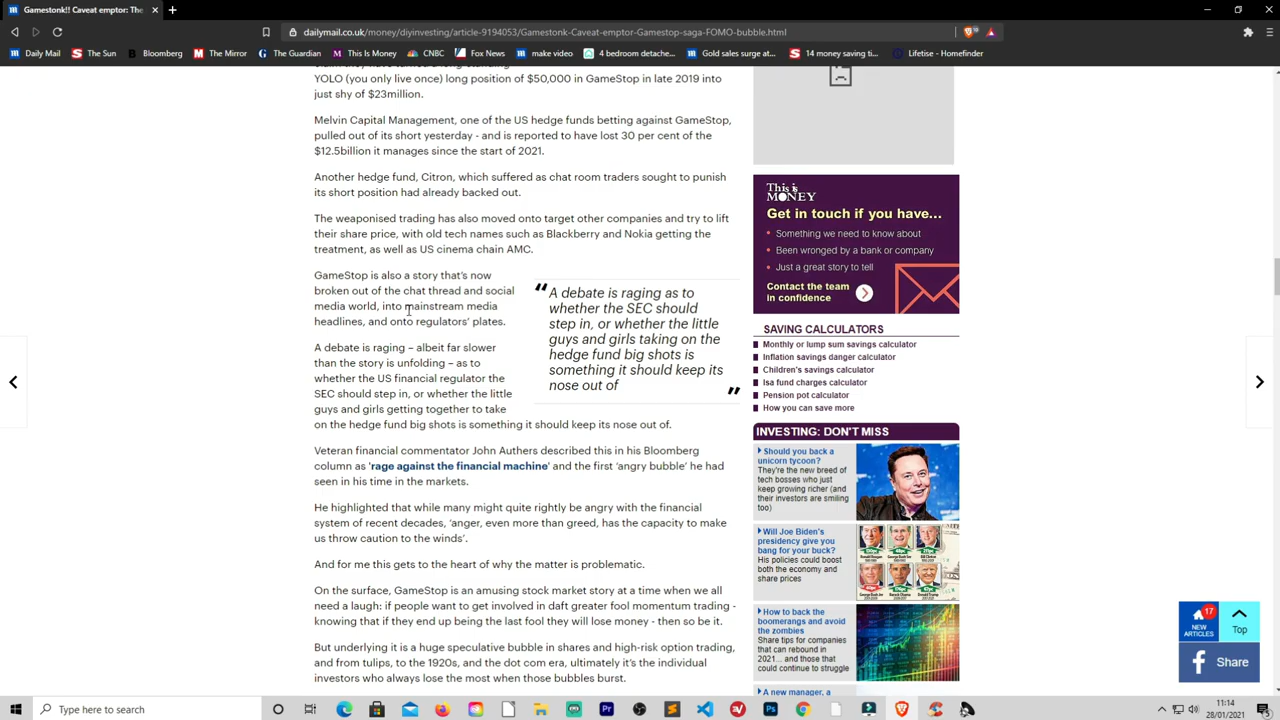 Gamestonk!! Caveat emptor: The
dailymail.co.uk/money/diyinvesting/article-9194053/Gamestonk-Caveat-emptor-Gamestop-saga-FOMO-bubble.html
Daily Mail
The Sun
Bloomberg
The Mirror
The Guardian
This Is Money
CNBC
Fox News
make video
4 bedroom detache...
Gold sales surge at...
14 money saving ti...
Lifetise - Homefinder
YOLO (you only live once) long position of $50,000 in GameStop in late 2019 into
just shy of $23million.
Melvin Capital Management, one of the US hedge funds betting against GameStop,
pulled out of its short yesterday - and is reported to have lost 30 per cent of the
$12.5billion it manages since the start of 2021.
Another hedge fund, Citron, which suffered as chat room traders sought to punish
its short position had already backed out.
The weaponised trading has also moved onto target other companies and try to lift
their share price, with old tech names such as Blackberry and Nokia getting the
treatment, as well as US cinema chain AMC.
GameStop is also a story that's now
broken out of the chat thread and social
media world, into mainstream media
headlines, and onto regulators' plates.
A debate is raging – albeit far slower
than the story is unfolding – as to
whether the US financial regulator the
SEC should step in, or whether the little
guys and girls getting together to take
on the hedge fund big shots is something it should keep its nose out of.
“ A debate is raging as to
whether the SEC should
step in, or whether the little
guys and girls taking on the
hedge fund big shots is
something it should keep its
nose out of ”
Veteran financial commentator John Authers described this in his Bloomberg
column as 'rage against the financial machine' and the first 'angry bubble' he had
seen in his time in the markets.
He highlighted that while many might quite rightly be angry with the financial
system of recent decades, 'anger, even more than greed, has the capacity to make
us throw caution to the winds'.
And for me this gets to the heart of why the matter is problematic.
On the surface, GameStop is an amusing stock market story at a time when we all
need a laugh: if people want to get involved in daft greater fool momentum trading -
knowing that if they end up being the last fool they will lose money - then so be it.
But underlying it is a huge speculative bubble in shares and high-risk option trading,
and from tulips, to the 1920s, and the dot com era, ultimately it's the individual
investors who always lose the most when those bubbles burst.
This is
MONEY
Get in touch if you have...
Something we need to know about
Been wronged by a bank or company
Just a great story to tell
Contact the team
in confidence
SAVING CALCULATORS
Monthly or lump sum savings calculator
Inflation savings danger calculator
Children's savings calculator
Isa fund charges calculator
Pension pot calculator
How you can save more
INVESTING: DON'T MISS
Should you back a
unicorn tycoon?
They're the new breed of
tech bosses who just
keep growing richer (and
their investors are smiling
too)
Will Joe Biden's
presidency give you
bang for your buck?
His policies could boost
both the economy and
share prices
How to back the
boomerangs and avoid
the zombies
Share tips for companies
that can rebound in
2021... and those that
could continue to struggle
A new manager, a
17
NEW
ARTICLES
Top
Share
Type here to search
11:14
28/01/2021